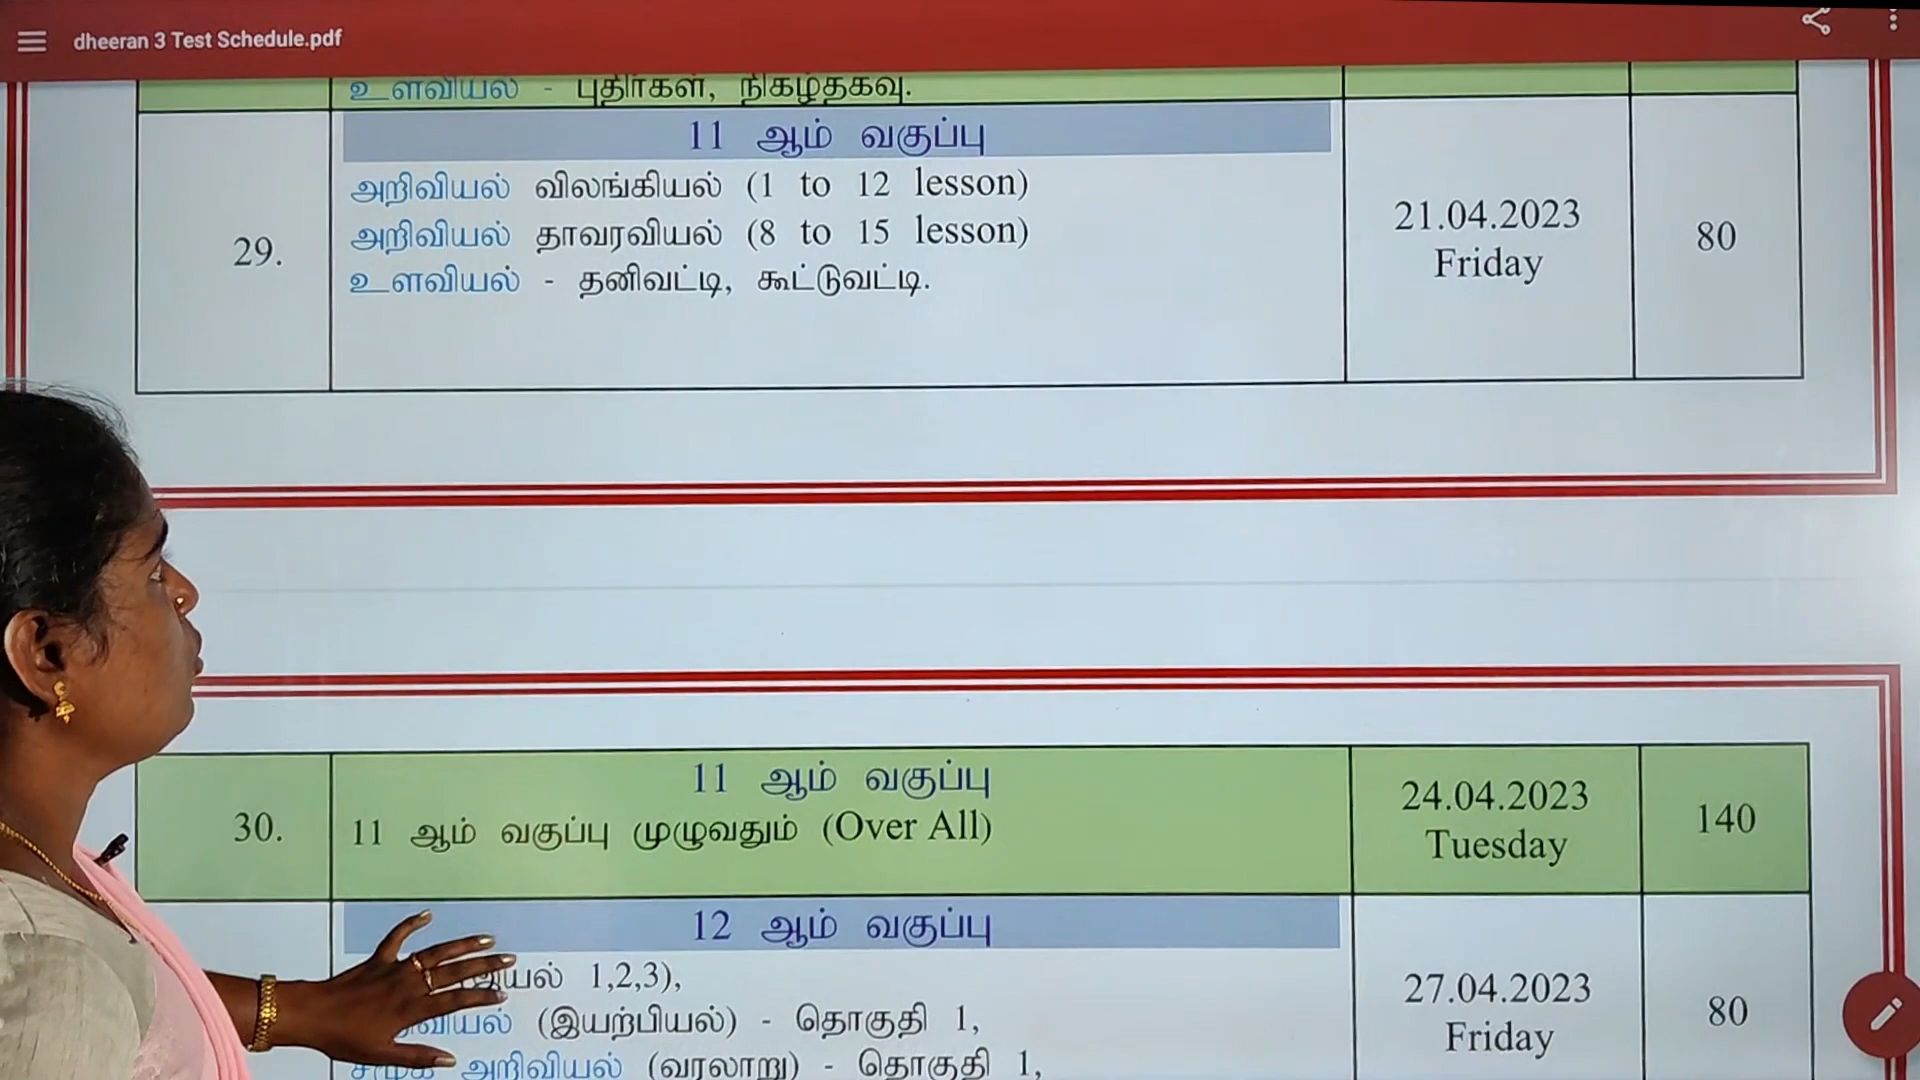 dheeran 3 Test Schedule.pdf
உளவியல் - புதிர்கள், நிகழ்தகவு.
29.
11 ஆம் வகுப்பு
அறிவியல் விலங்கியல் (1 to 12 lesson)
அறிவியல் தாவரவியல் (8 to 15 lesson)
உளவியல் - தனிவட்டி, கூட்டுவட்டி.
21.04.2023
Friday
80
30.
11 ஆம் வகுப்பு
11 ஆம் வகுப்பு முழுவதும் (Over All)
24.04.2023
Tuesday
140
12 ஆம் வகுப்பு
(இயல் 1,2,3),
(இயற்பியல்) - தொகுதி 1,
சமூக அறிவியல் (வரலாறு) - தொகுதி 1,
27.04.2023
Friday
80